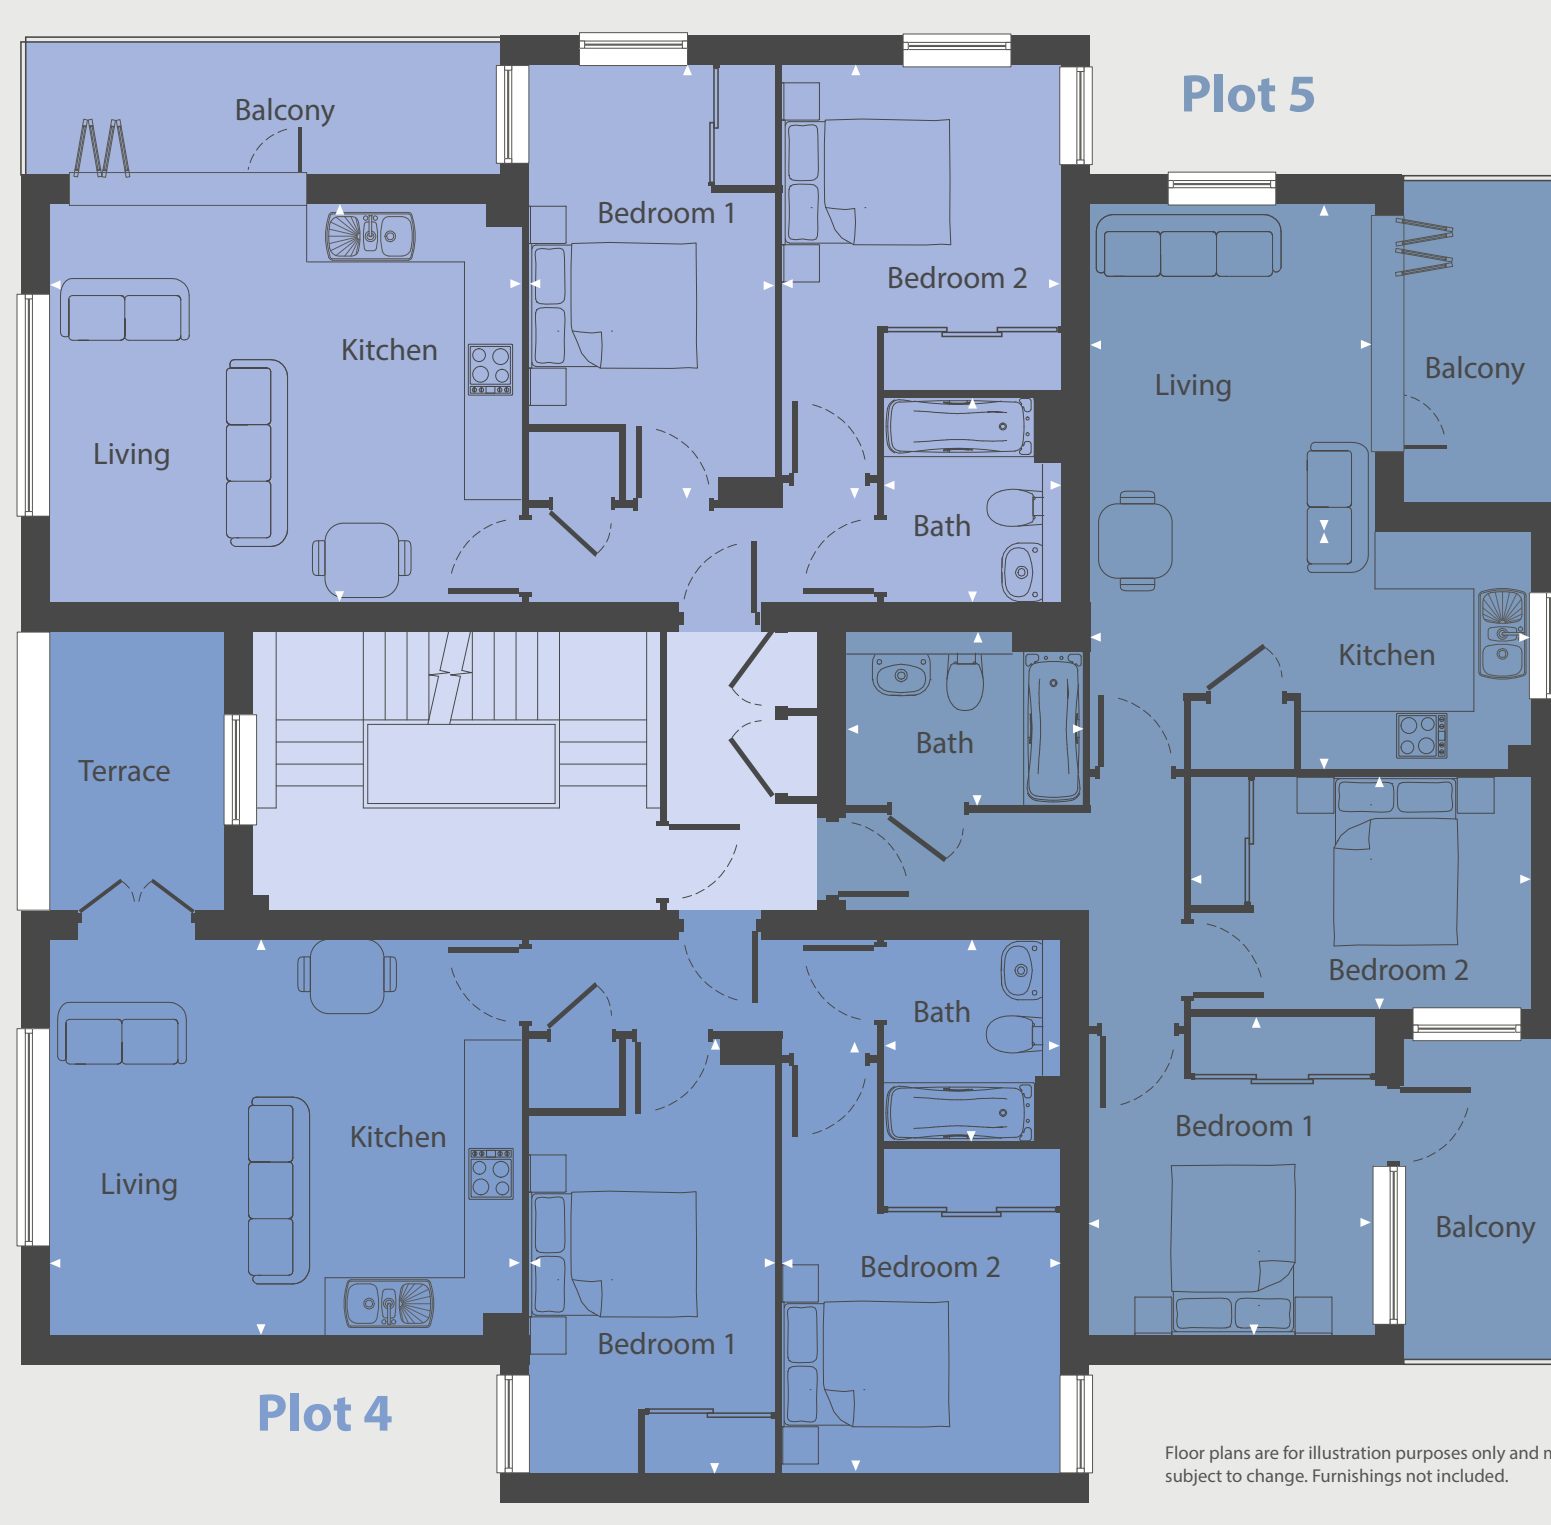 Plot 5
Balcony
Bedroom 1
Bedroom 2
Kitchen
Living
Balcony
Living
Bath
Kitchen
Bath
Terrace
Bedroom 2
Bath
Bedroom 1
Kitchen
Living
Balcony
Bedroom 2
Bedroom 1
Plot 4
Floor plans are for illustration purposes only and
subject to change. Furnishings not included.